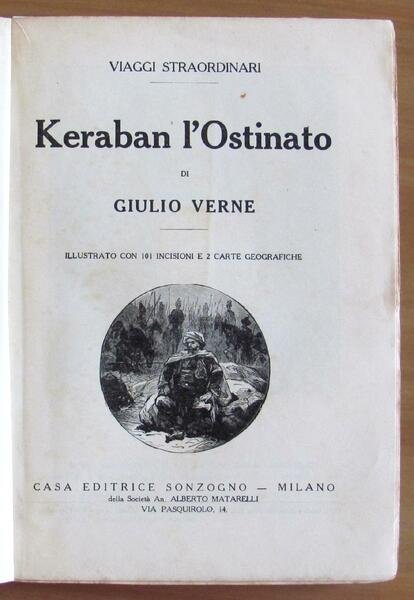 VIAGGI STRAORDINARI
Keraban l'Ostinato
DI
GIULIO VERNE
ILLUSTRATO CON 101 INCISIONI E 2 CARTE GEOGRAFICHE
CASA EDITRICE SONZOGNO — MILANO
della Società An. ALBERTO MATARELLI
VIA PASQUIROLO, 14.